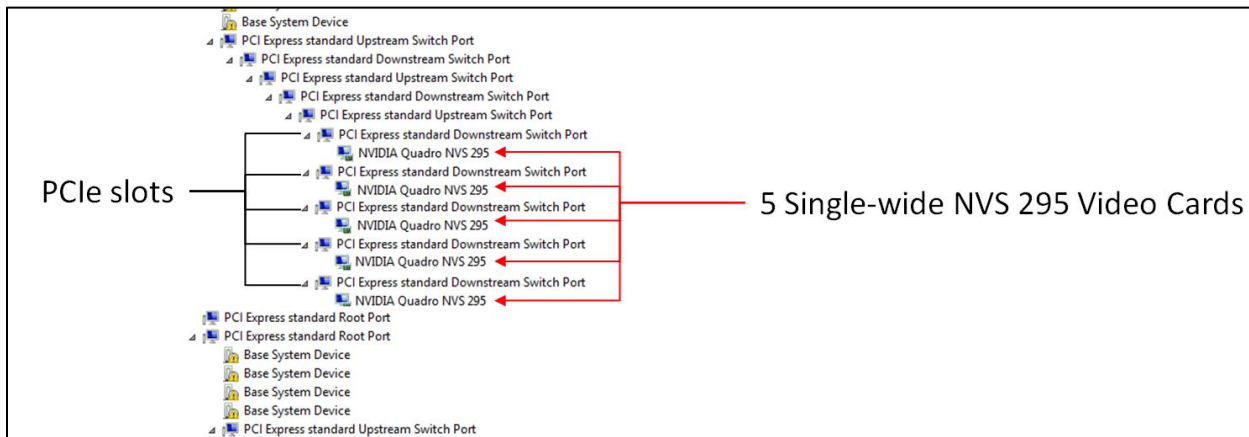 Base System Device
PCI Express standard Upstream Switch Port
PCI Express standard Downstream Switch Port
PCI Express standard Upstream Switch Port
PCI Express standard Downstream Switch Port
PCI Express standard Upstream Switch Port
PCI Express standard Downstream Switch Port
NVIDIA Quadro NVS 295
PCI Express standard Downstream Switch Port
PCIe slots
NVIDIA Quadro NVS 295
5 Single-wide NVS 295 Video Cards
PCI Express standard Downstream Switch Port
NVIDIA Quadro NVS 295
PCI Express standard Downstream Switch Port
NVIDIA Quadro NVS 295
PCI Express standard Downstream Switch Port
NVIDIA Quadro NVS 295
PCI Express standard Root Port
PCI Express standard Root Port
Base System Device
Base System Device
Base System Device
Base System Device
PCI Express standard Upstream Switch Port